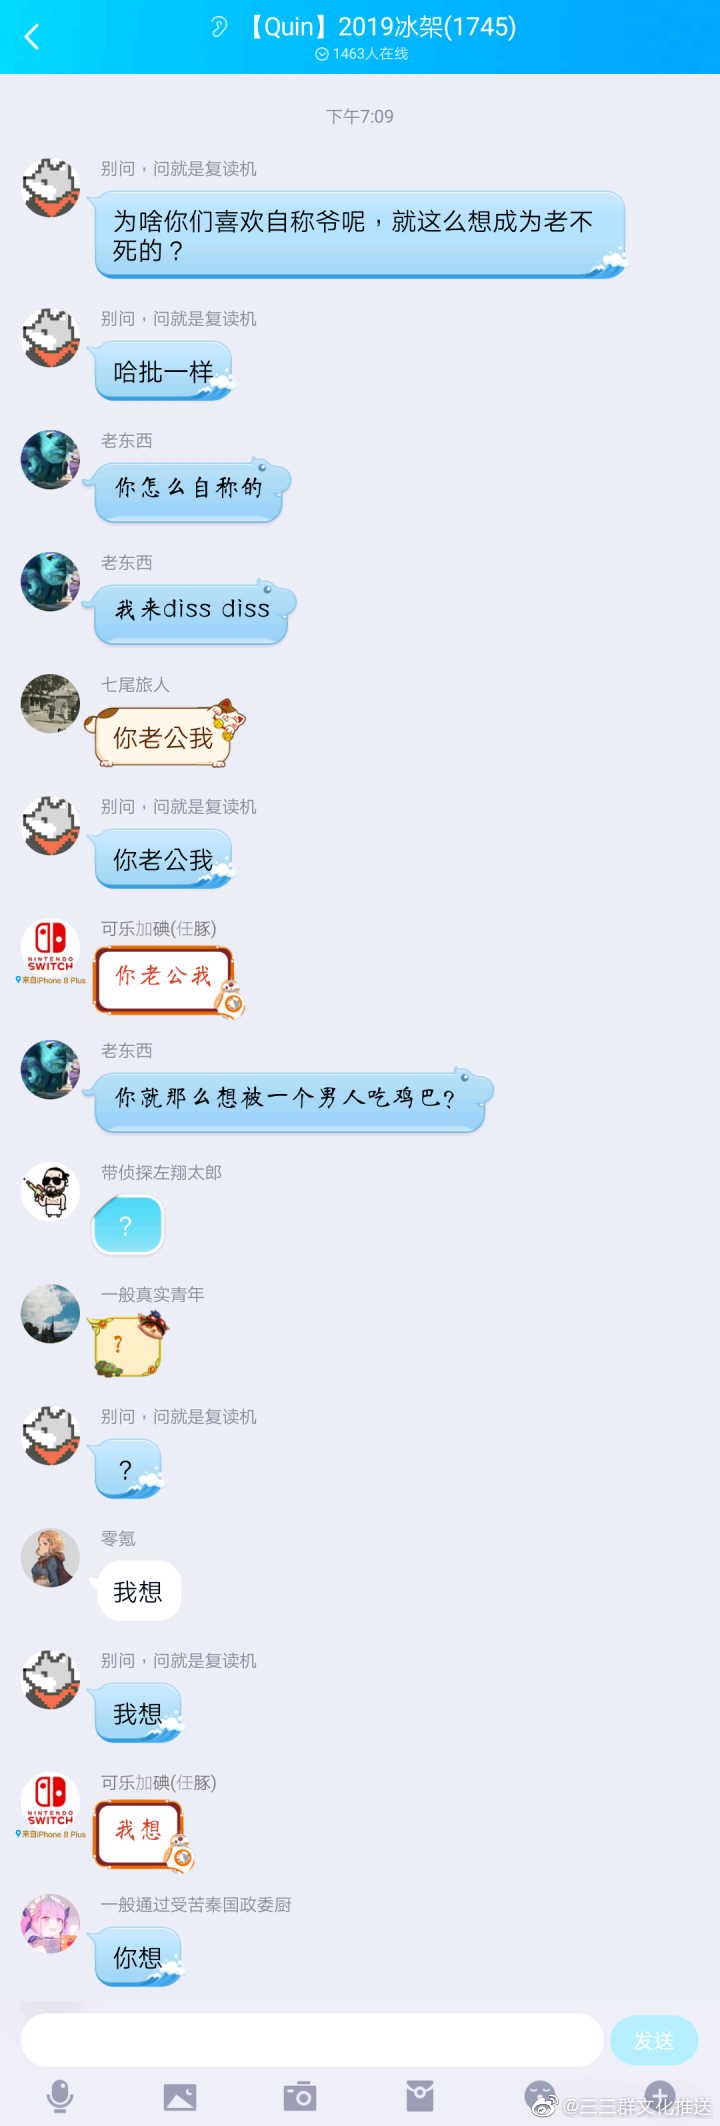 【Quin】2019冰架(1745)
1463人在线
下午7:09
别问，问就是复读机
为啥你们喜欢自称爷呢，就这么想成为老不
死的？
别问，问就是复读机
哈批一样
老东西
你怎么自称的
老东西
我来diss diss
七尾旅人
你老公我
别问，问就是复读机
你老公我
可乐加碘(任豚)
NINTENDO
SWITCH
来自iPhone 8 Plus
你老公我
老东西
你就那么想被一个男人吃鸡巴?
带侦探左翔太郎
?
一般真实青年
?
别问，问就是复读机
?
零氪
我想
别问，问就是复读机
我想
可乐加碘(任豚)
NINTENDO
SWITCH
来自iPhone 8 Plus
我想
一般通过受苦秦国政委厨
你想
发送
@三三群文化推送